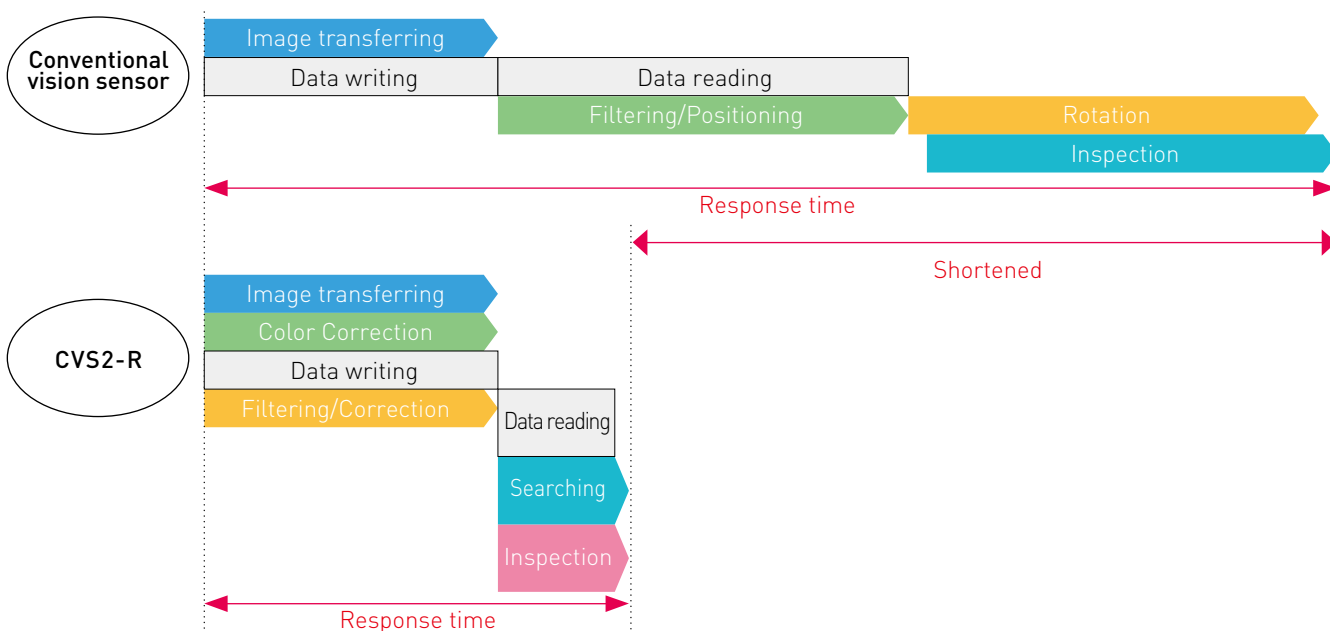 Image transferring
Conventional
vision sensor
Data writing
Data reading
Filtering/Positioning
Rotation
Inspection
Response time
Shortened
Image transferring
Color Correction
CVS2-R
Data writing
Filtering/Correction
Data reading
Searching
Inspection
Response time